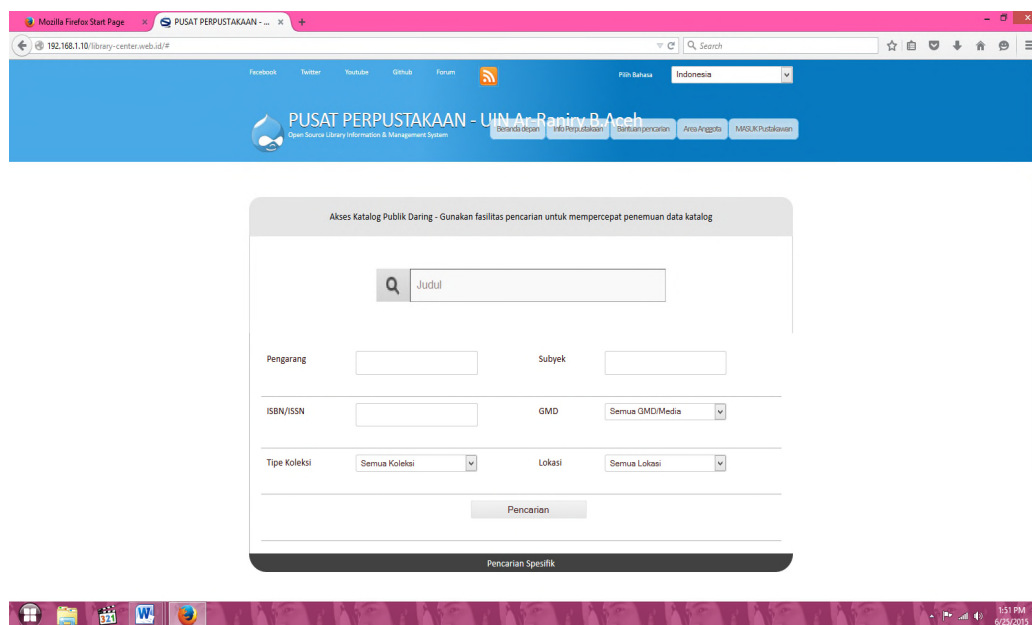 Mozilla Firefox Start Page × PUSAT PERPUSTAKAAN - ... × +
192.168.1.10/library-center.web.id/# Search
Facebook Twitter Youtube Github Forum Pilih Bahasa Indonesia
PUSAT PERPUSTAKAAN - UIN Ar-Raniry B.Aceh
Open Source Library Information & Management System
Beranda depan Info Perpustakaan Bantuan pencarian Area Anggota MASUK Pustakawan
Akses Katalog Publik Daring - Gunakan fasilitas pencarian untuk mempercepat penemuan data katalog
Judul
Pengarang Subyek
ISBN/ISSN GMD Semua GMD/Media
Tipe Koleksi Semua Koleksi Lokasi Semua Lokasi
Pencarian
Pencarian Spesifik
321 W 1:51 PM
6/25/2015